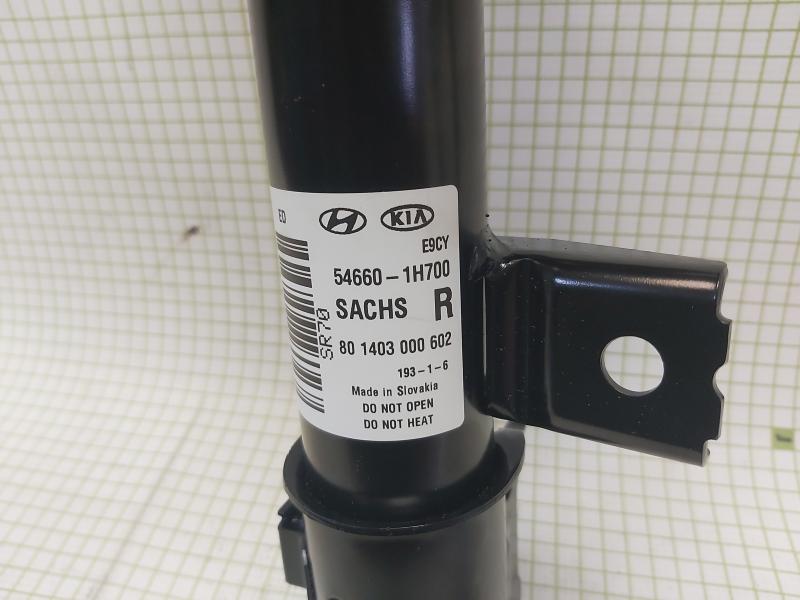 ED
KIA
E9CY
54660-1H700
SACHS R
SR70
80 1403 000 602
193-1-6
Made in Slovakia
DO NOT OPEN
DO NOT HEAT